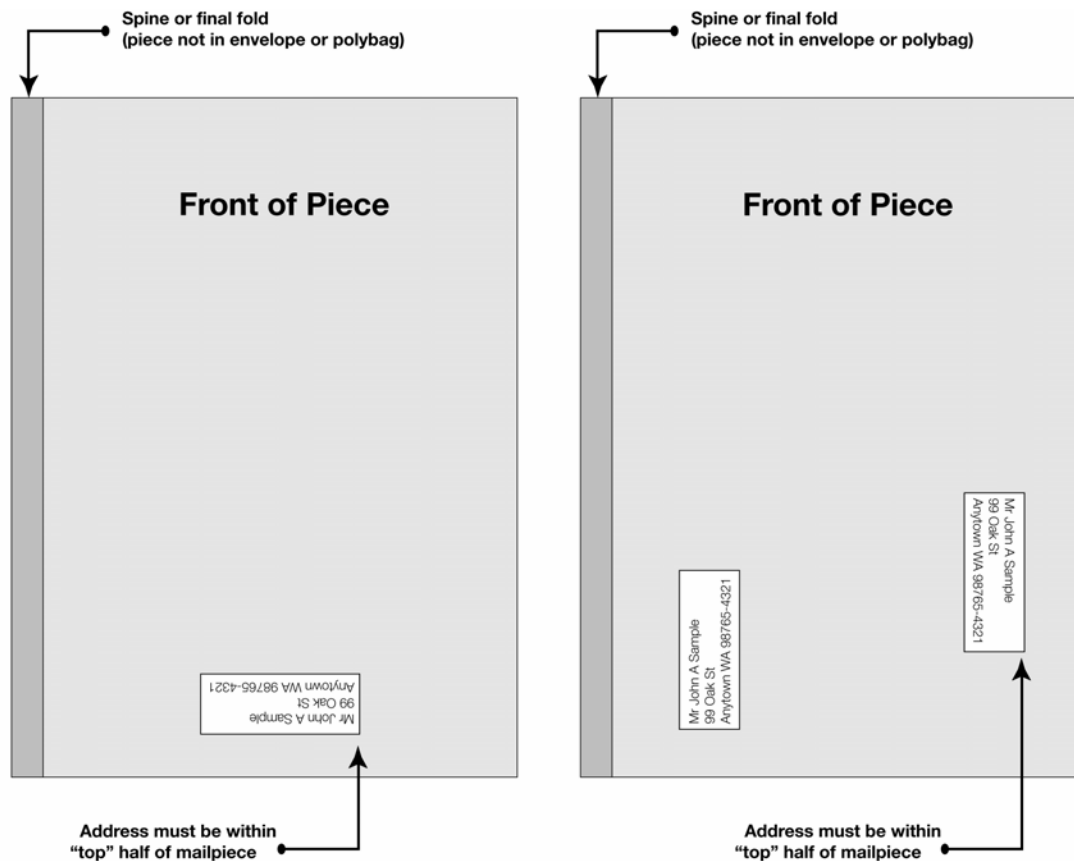 Spine or final fold
(piece not in envelope or polybag)
Front of Piece
Mr John A Sample
99 Oak St
Anytown WA 98765-4321
Address must be within
“top” half of mailpiece
Spine or final fold
(piece not in envelope or polybag)
Front of Piece
Mr John A Sample
99 Oak St
Anytown WA 98765-4321
Mr John A Sample
99 Oak St
Anytown WA 98765-4321
Address must be within
“top” half of mailpiece